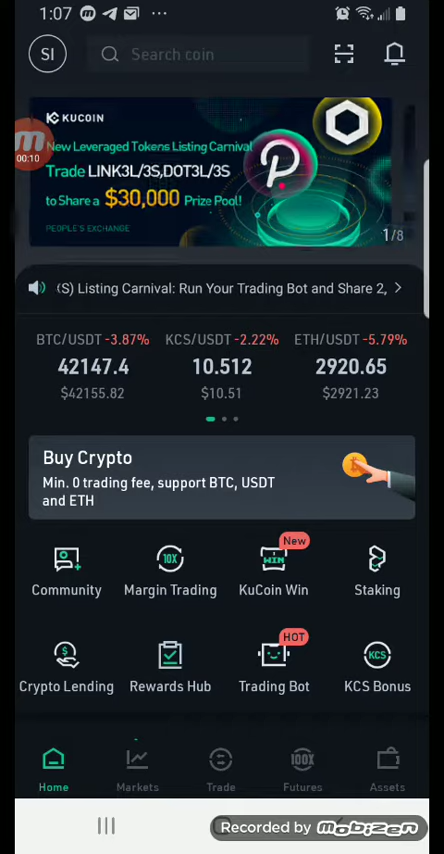 1:07
SI
Search coin
KUCOIN
New Leveraged Tokens Listing Carnival
Trade LINK3L/3S,DOT3L/3S
to Share a $30,000 Prize Pool!
PEOPLE'S EXCHANGE
1/8
00:10
(S) Listing Carnival: Run Your Trading Bot and Share 2,
BTC/USDT -3.87% KCS/USDT -2.22% ETH/USDT -5.79%
42147.4 10.512 2920.65
$42155.82 $10.51 $2921.23
Buy Crypto
Min. 0 trading fee, support BTC, USDT
and ETH
New
10X WIN
Community Margin Trading KuCoin Win Staking
HOT
KCS
Crypto Lending Rewards Hub Trading Bot KCS Bonus
100X
Home Markets Trade Futures Assets
Recorded by mobizen